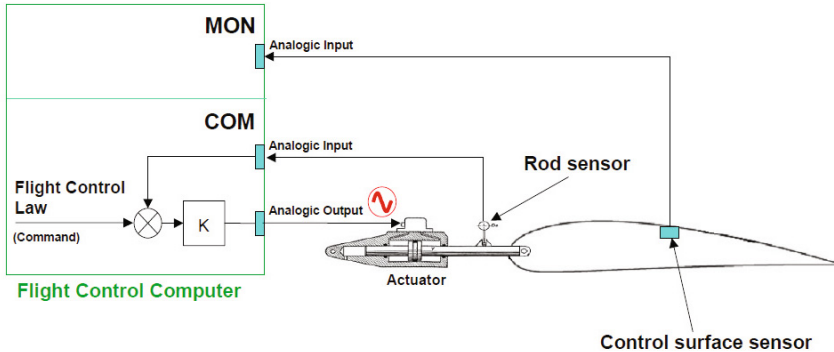 MON
Analogic Input
COM
Analogic Input
Rod sensor
Flight Control
Law
(Command)
K
Analogic Output
Actuator
Flight Control Computer
Control surface sensor